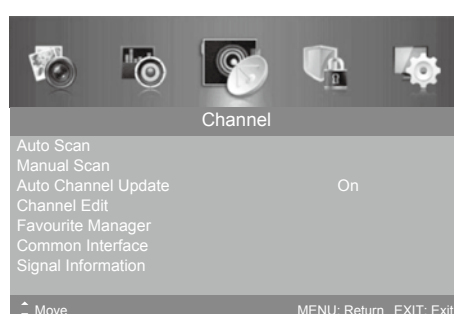 Channel
Auto Scan
Manual Scan
Auto Channel Update On
Channel Edit
Favourite Manager
Common Interface
Signal Information
Move MENU: Return EXIT: Exit